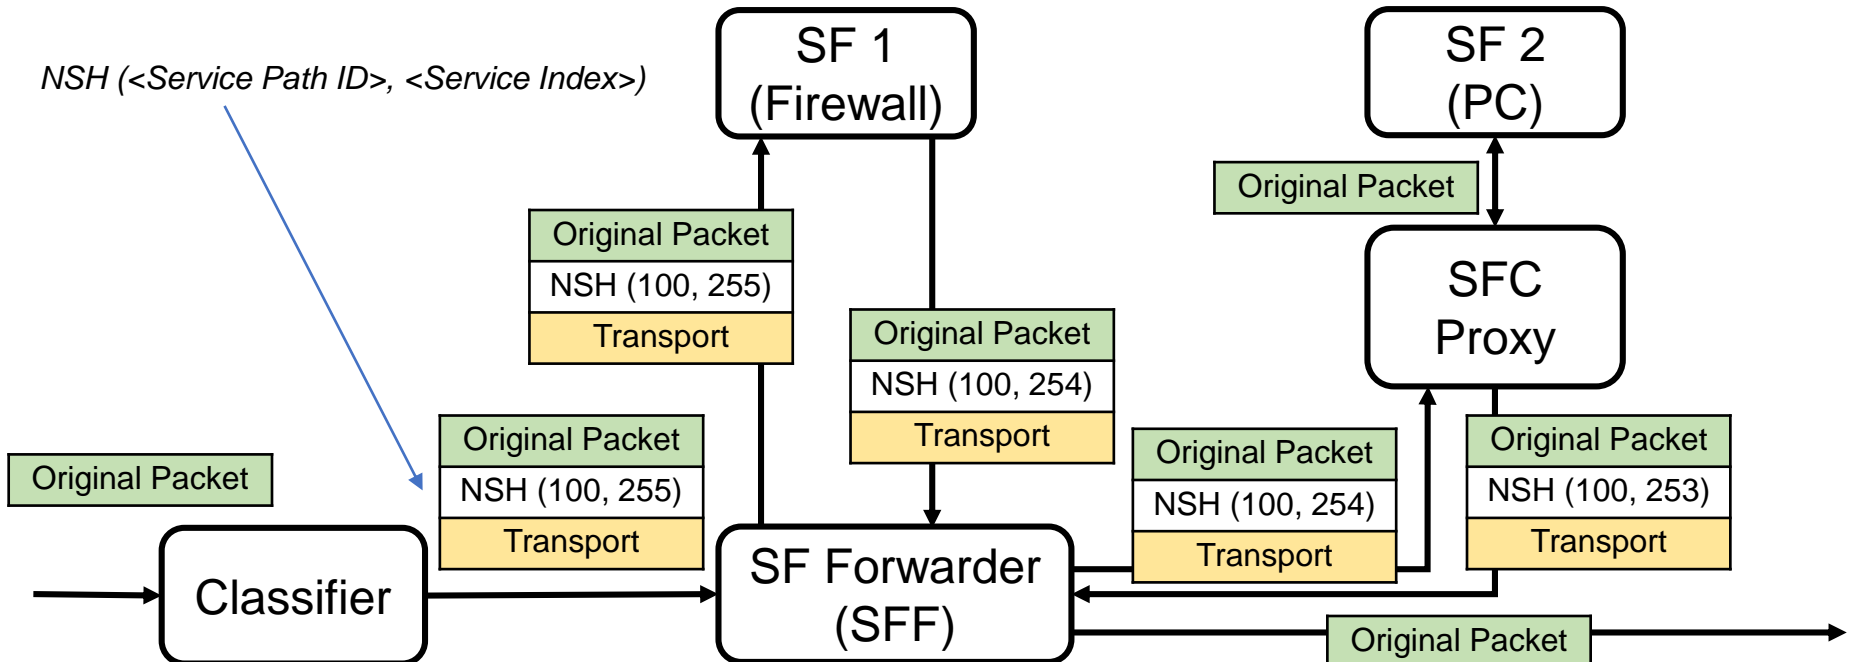 NSH (<Service Path ID>, <Service Index>)
SF 1
(Firewall)
SF 2
(PC)
Original Packet
SFC
Proxy
Original Packet
NSH (100, 255)
Transport
Original Packet
NSH (100, 254)
Transport
Original Packet
Original Packet
NSH (100, 255)
Transport
Original Packet
NSH (100, 254)
Transport
Original Packet
NSH (100, 253)
Transport
Classifier
SF Forwarder
(SFF)
Original Packet